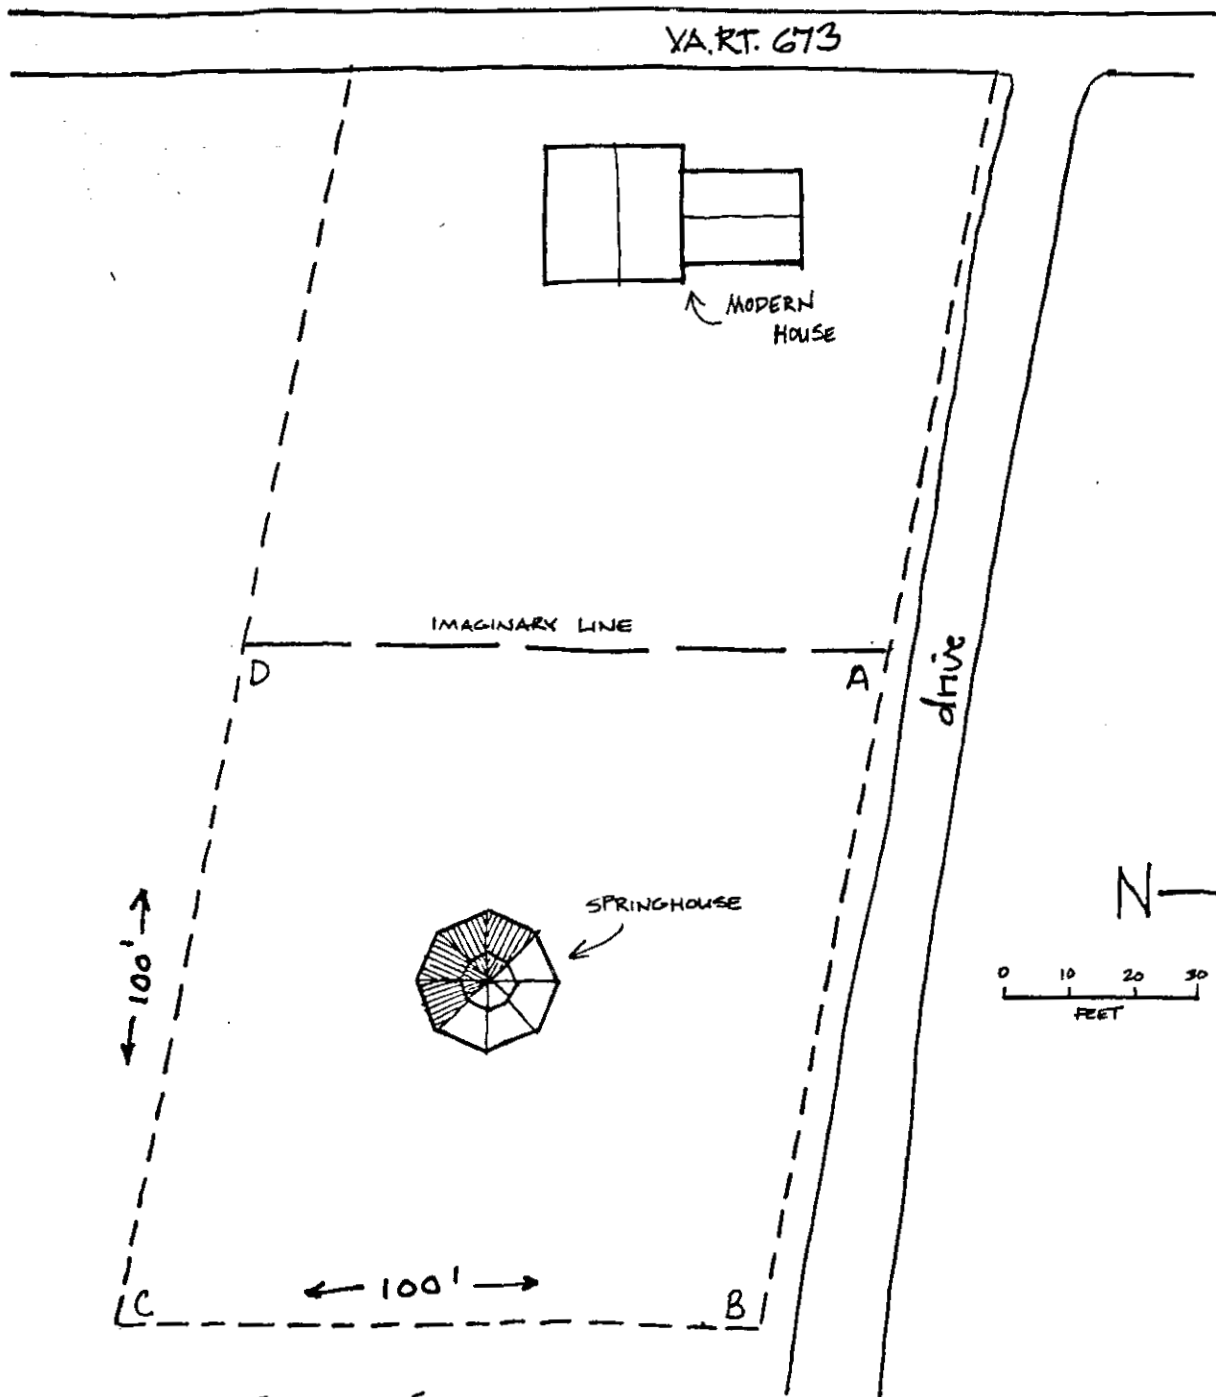 VA. RT. 673
MODERN
HOUSE
IMAGINARY LINE
D
A
drive
SPRINGHOUSE
N
100'
0 10 20 30
FEET
100'
C
B